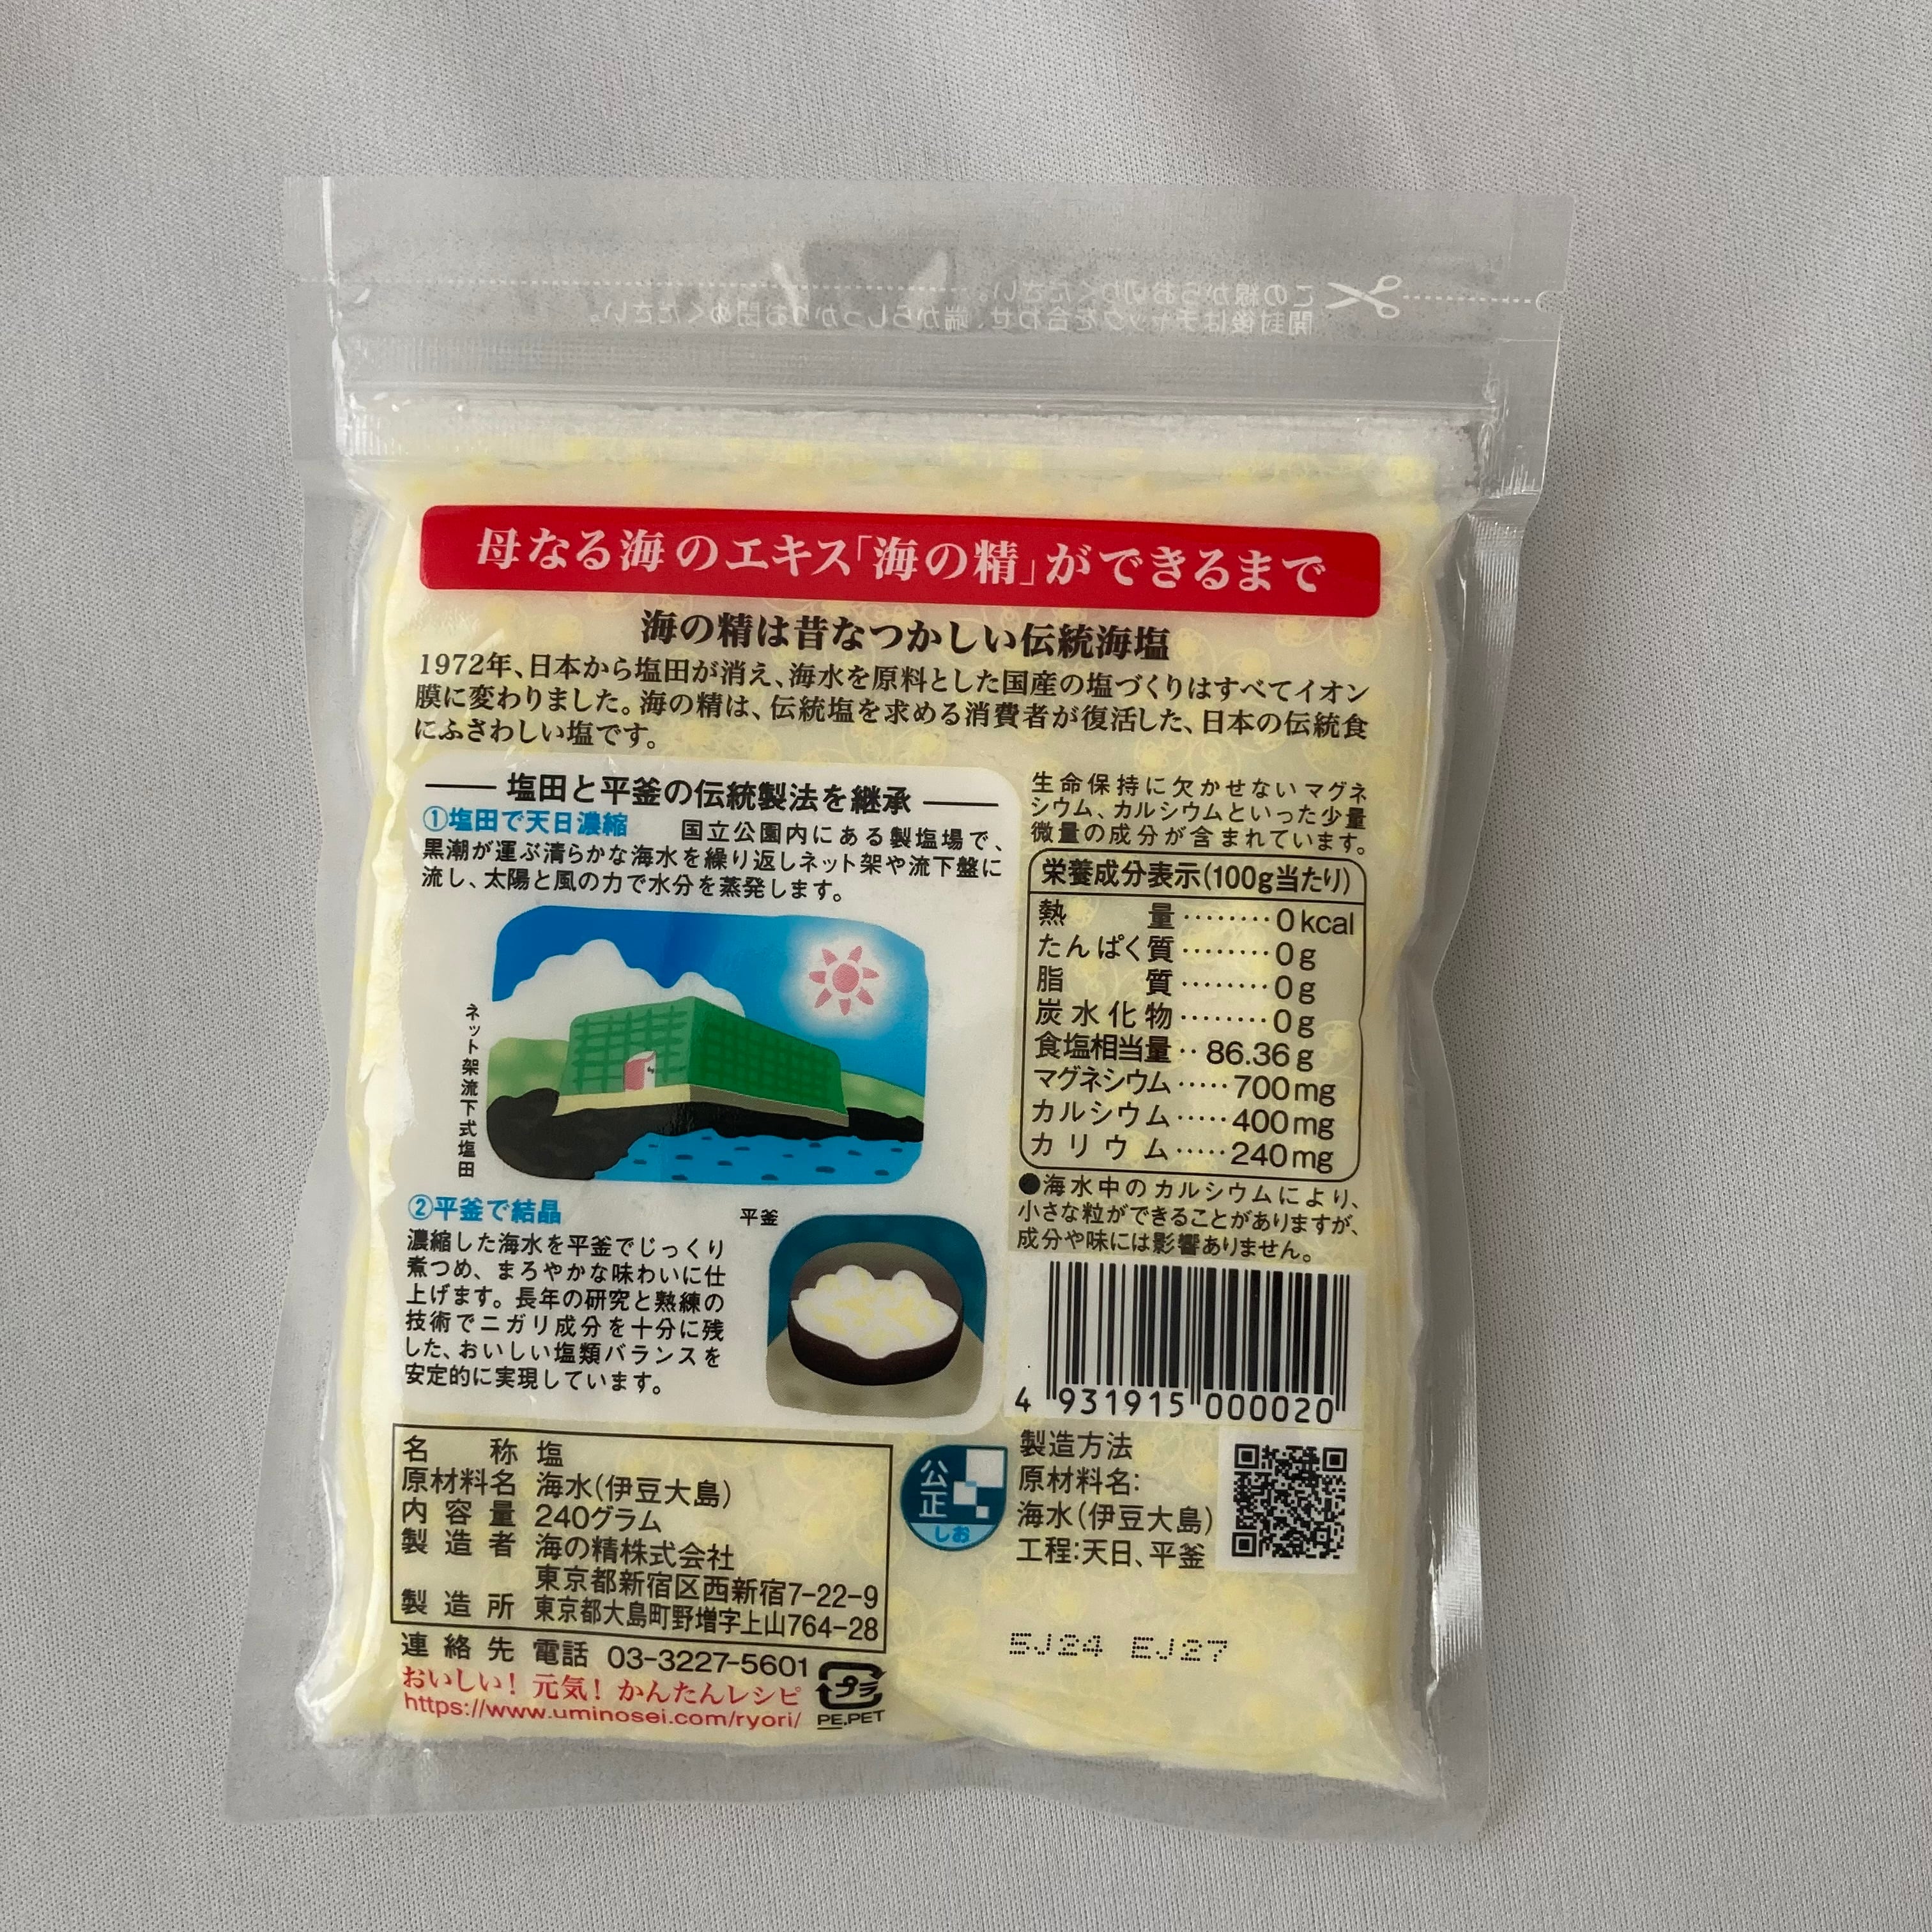 この線からお切りください。
開封後はチャックを合わせ、端からしっかりお閉めください。
母なる海のエキス「海の精」ができるまで
海の精は昔なつかしい伝統海塩
1972年、日本から塩田が消え、海水を原料とした国産の塩づくりはすべてイオン
膜に変わりました。海の精は、伝統塩を求める消費者が復活した、日本の伝統食
にふさわしい塩です。
塩田と平釜の伝統製法を継承
①塩田で天日濃縮 国立公園内にある製塩場で、
黒潮が運ぶ清らかな海水を繰り返しネット架や流下盤に
流し、太陽と風の力で水分を蒸発します。
ネット架流下式塩田
②平釜で結晶
平釜
濃縮した海水を平釜でじっくり
煮つめ、まろやかな味わいに仕
上げます。長年の研究と熟練の
技術でニガリ成分を十分に残
した、おいしい塩類バランスを
安定的に実現しています。
生命保持に欠かせないマグネ
シウム、カルシウムといった少量
微量の成分が含まれています。
栄養成分表示(100g当たり)
熱量········0kcal
たんぱく質········0g
脂質········0g
炭水化物········0g
食塩相当量··86.36g
マグネシウム·····700mg
カルシウム·····400mg
カリウム·····240mg
●海水中のカルシウムにより、
小さな粒ができることがありますが、
成分や味には影響ありません。
4 931915 000020
名称 塩
原材料名 海水(伊豆大島)
内容量 240グラム
製造者 海の精株式会社
東京都新宿区西新宿7-22-9
製造所 東京都大島町野増字上山764-28
連絡先 電話 03-3227-5601
おいしい!元気!かんたんレシピ
https://www.uminosei.com/ryori/
プラ
PE,PET
公正
しお
製造方法
原材料名:
海水(伊豆大島)
工程:天日、平釜
SJ24 EJ27